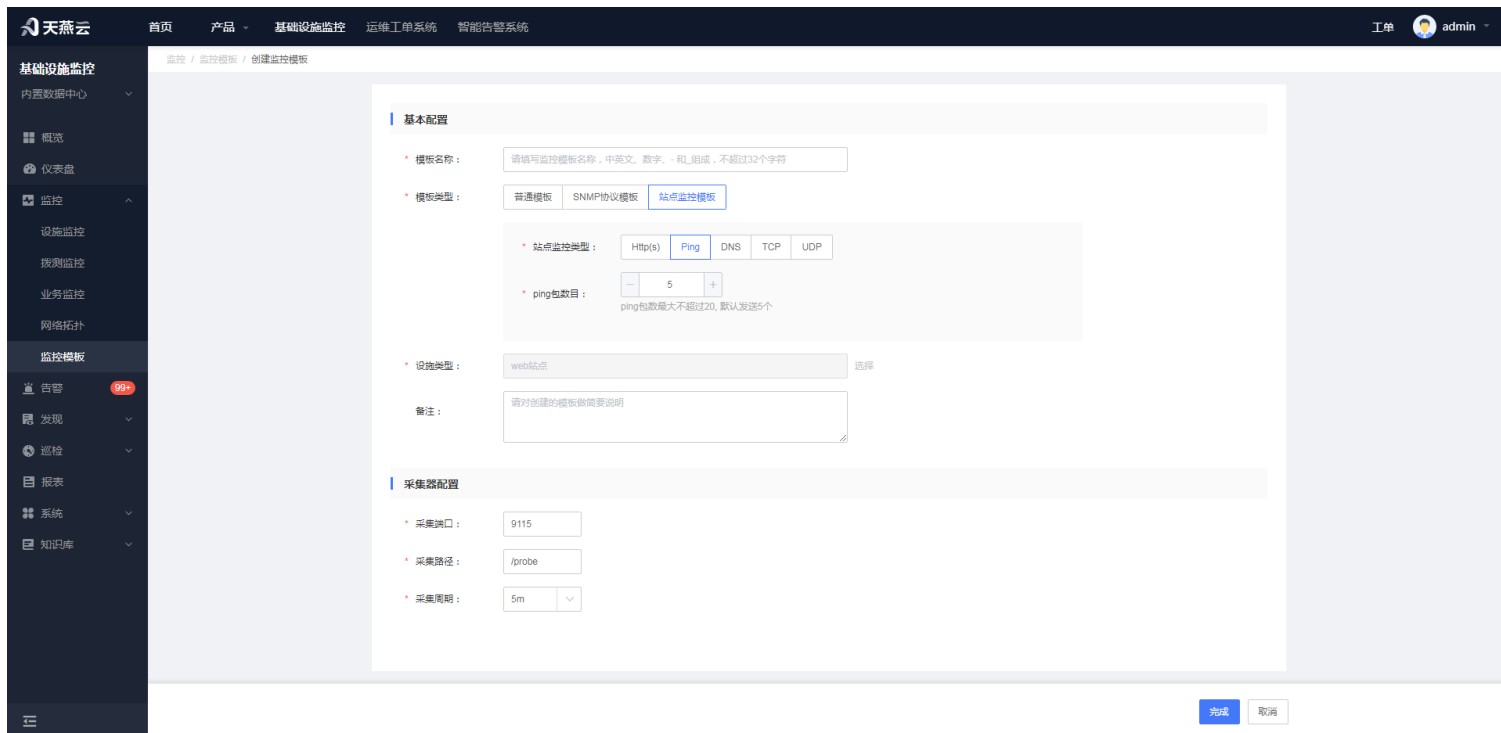 天燕云
首页 产品 基础设施监控 运维工单系统 智能告警系统 工单 admin
基础设施监控
内置数据中心
概览
仪表盘
监控
设施监控
拨测监控
业务监控
网络拓扑
监控模板
告警 99+
发现
巡检
报表
系统
知识库
监控 / 监控模板 / 创建监控模板
基本配置
* 模板名称： 请填写监控模板名称，中英文、数字、- 和_组成，不超过32个字符
* 模板类型： 普通模板 SNMP协议模板 站点监控模板
* 站点监控类型： Http(s) Ping DNS TCP UDP
* ping包数目： － 5 +
ping包数最大不超过20, 默认发送5个
* 设施类型： web站点 选择
备注： 请对创建的模板做简要说明
采集器配置
* 采集端口： 9115
* 采集路径： /probe
* 采集周期： 5m
完成 取消